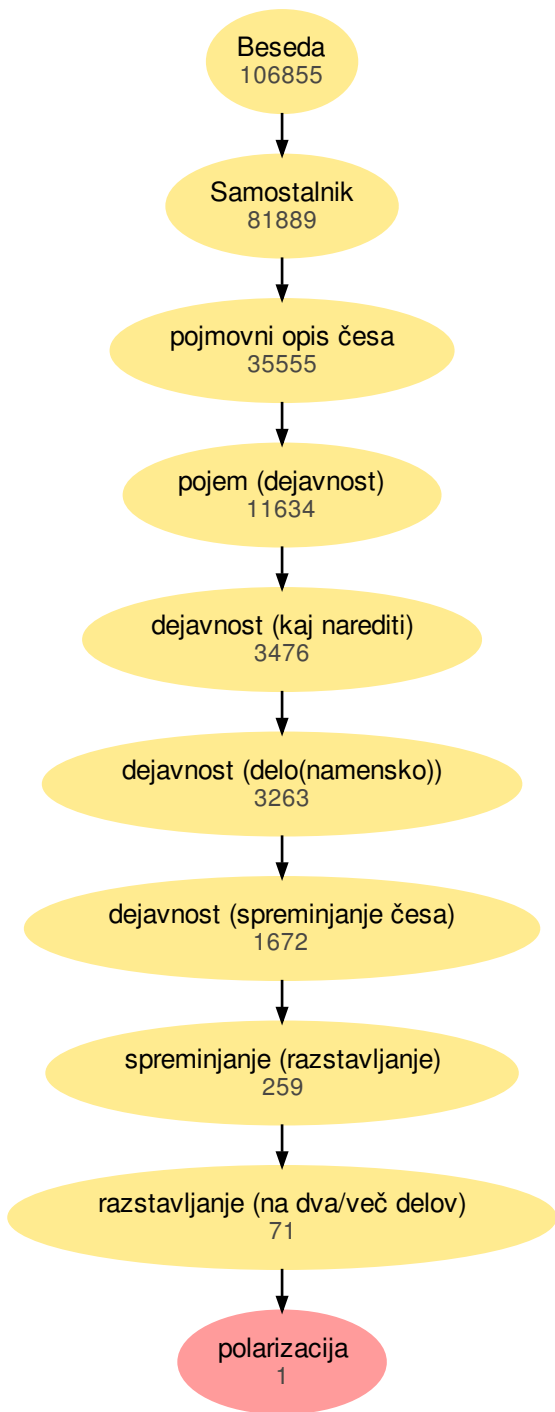 Beseda
106855
Samostalnik
81889
pojmovni opis česa
35555
pojem (dejavnost)
11634
dejavnost (kaj narediti)
3476
dejavnost (delo(namensko))
3263
dejavnost (spreminjanje česa)
1672
spreminjanje (razstavljanje)
259
razstavljanje (na dva/več delov)
71
polarizacija
1